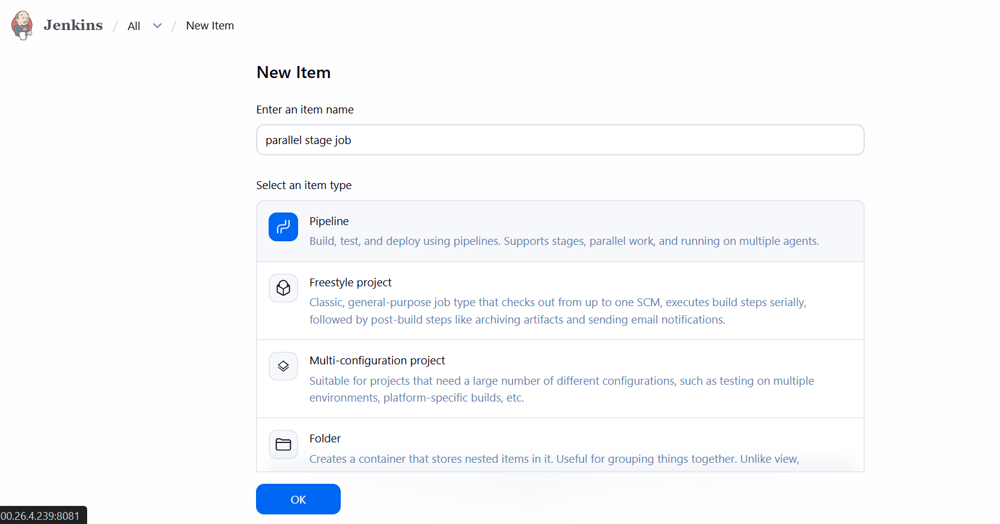 Jenkins / All / New Item
New Item
Enter an item name
parallel stage job
Select an item type
Pipeline
Build, test, and deploy using pipelines. Supports stages, parallel work, and running on multiple agents.
Freestyle project
Classic, general-purpose job type that checks out from up to one SCM, executes build steps serially,
followed by post-build steps like archiving artifacts and sending email notifications.
Multi-configuration project
Suitable for projects that need a large number of different configurations, such as testing on multiple
environments, platform-specific builds, etc.
Folder
Creates a container that stores nested items in it. Useful for grouping things together. Unlike view,
OK
00.26.4.239:8081